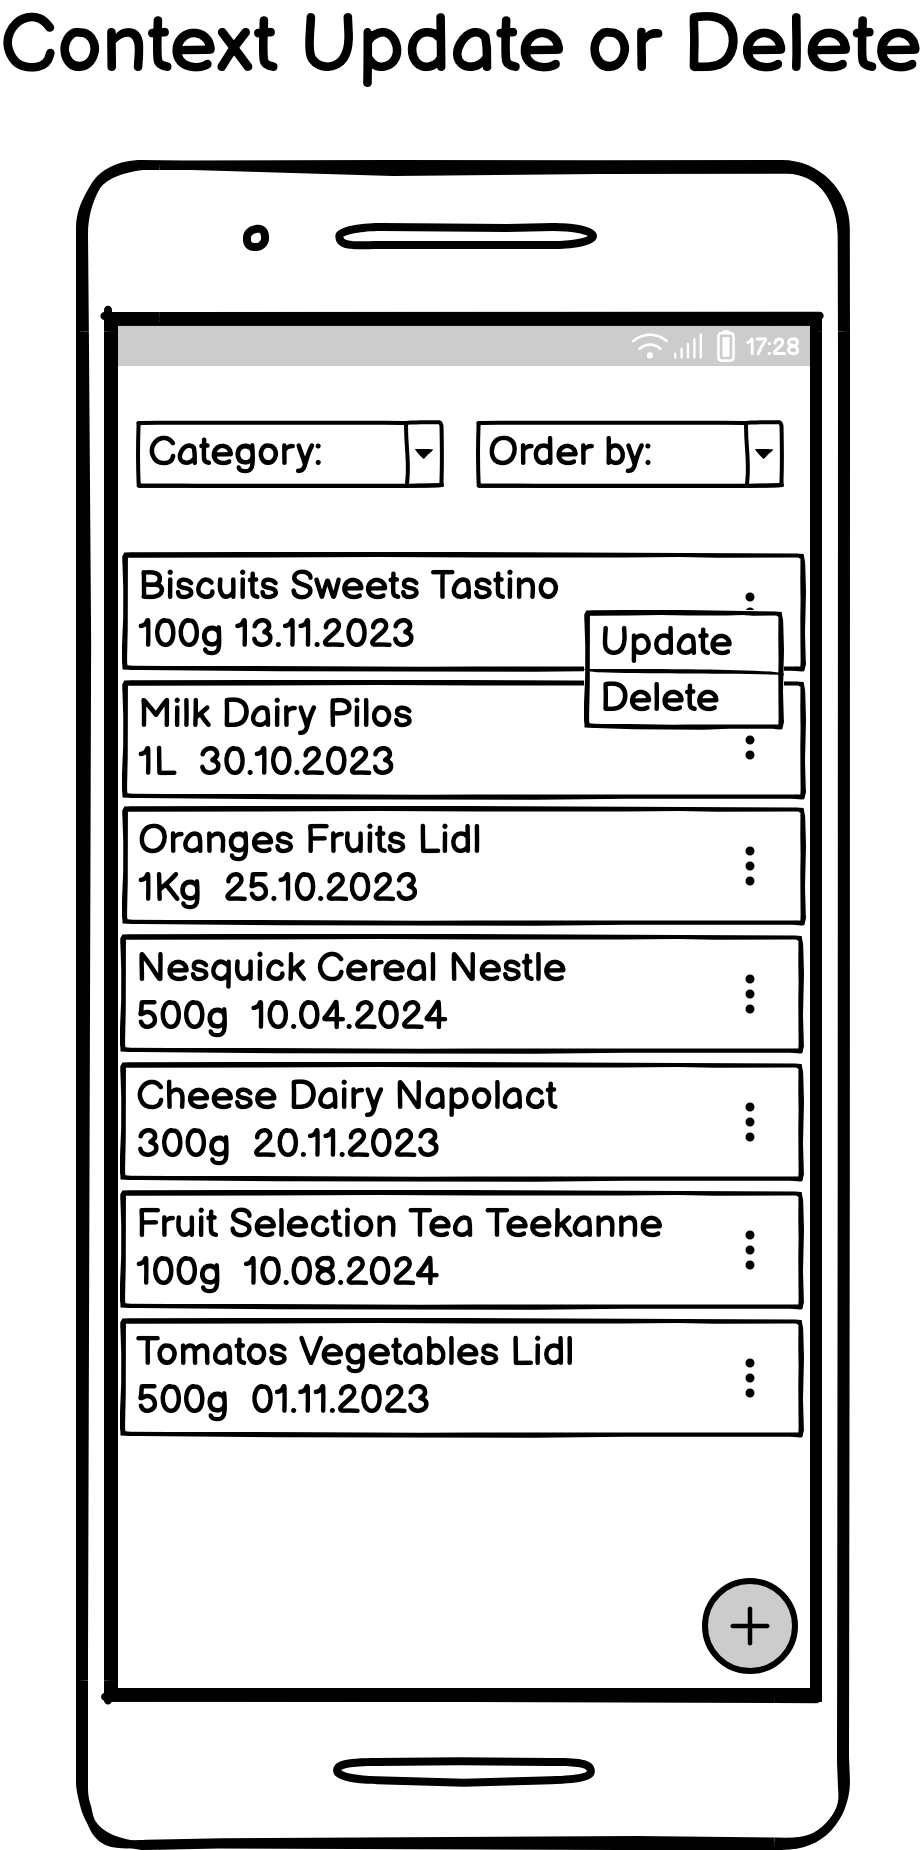 Context Update or Delete
17:28
Category:
Order by:
Biscuits Sweets Tastino
100g 13.11.2023
Update
Delete
Milk Dairy Pilos
1L 30.10.2023
Oranges Fruits Lidl
1Kg 25.10.2023
Nesquick Cereal Nestle
500g 10.04.2024
Cheese Dairy Napolact
300g 20.11.2023
Fruit Selection Tea Teekanne
100g 10.08.2024
Tomatos Vegetables Lidl
500g 01.11.2023